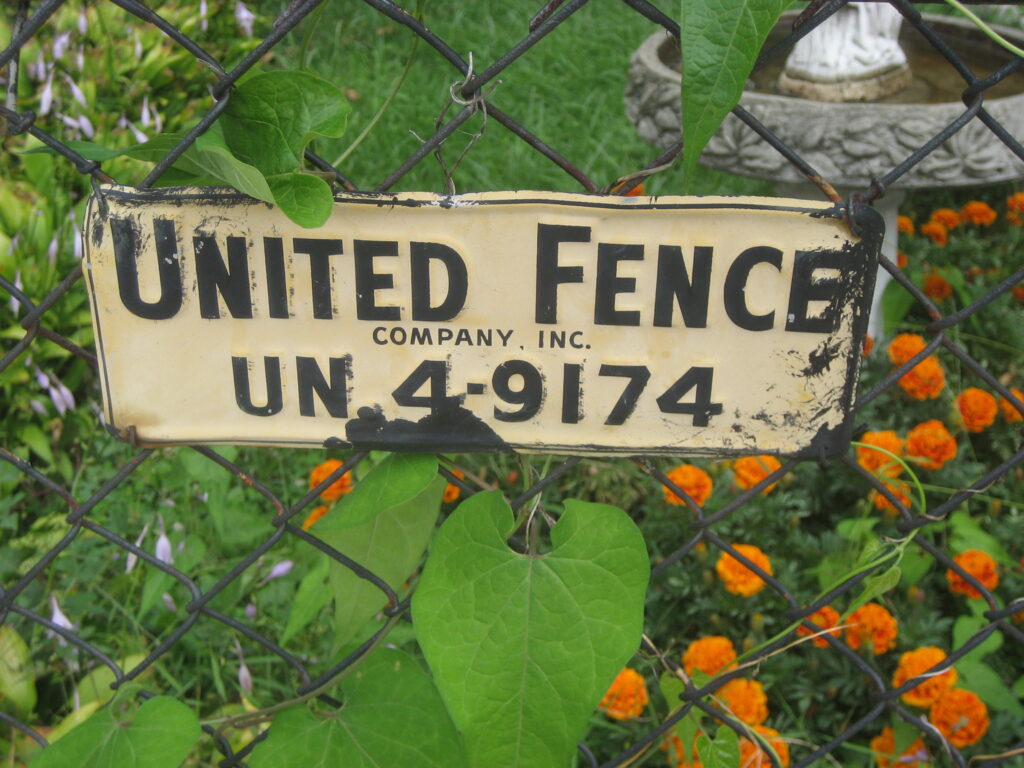 UNITED FENCE
COMPANY, INC.
UN 4-9174